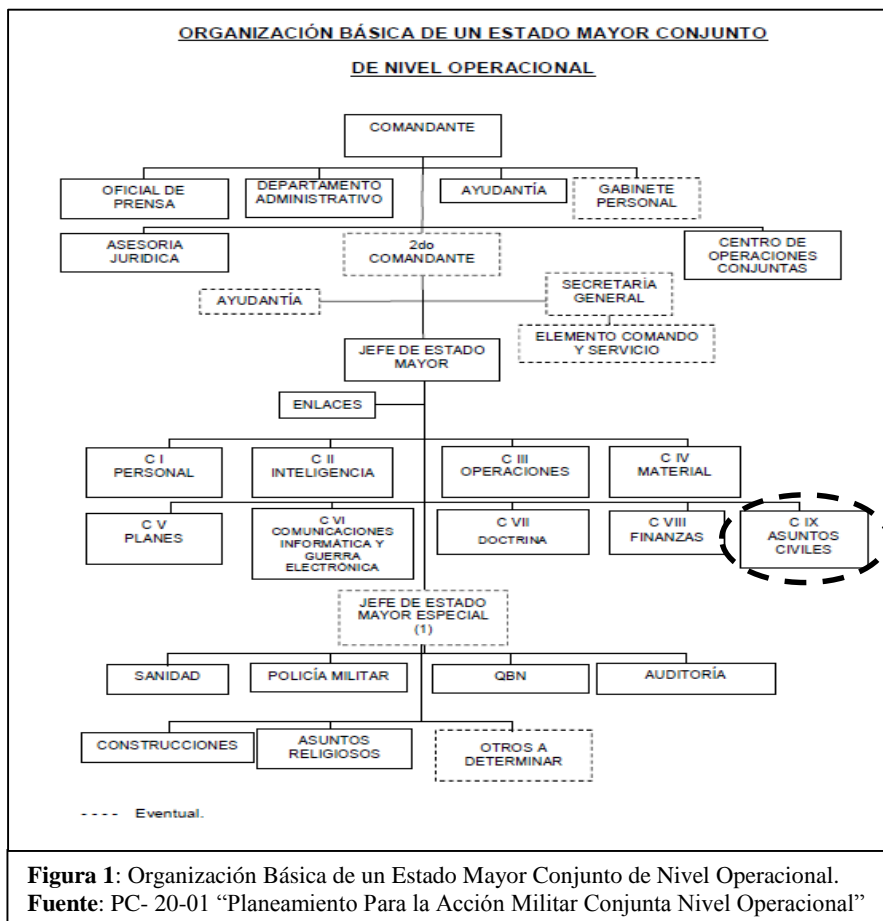 ORGANIZACIÓN BÁSICA DE UN ESTADO MAYOR CONJUNTO
DE NIVEL OPERACIONAL
COMANDANTE
OFICIAL DE
PRENSA
DEPARTAMENTO
ADMINISTRATIVO
AYUDANTÍA
GABINETE
PERSONAL
ASESORIA
JURIDICA
2do
COMANDANTE
CENTRO DE
OPERACIONES
CONJUNTAS
AYUDANTÍA
SECRETARÍA
GENERAL
ELEMENTO COMANDO
Y SERVICIO
JEFE DE ESTADO
MAYOR
ENLACES
C I
PERSONAL
C II
INTELIGENCIA
C III
OPERACIONES
C IV
MATERIAL
C V
PLANES
C VI
COMUNICACIONES
INFORMÁTICA Y
GUERRA
ELECTRÓNICA
C VII
DOCTRINA
C VIII
FINANZAS
C IX
ASUNTOS
CIVILES
JEFE DE ESTADO
MAYOR ESPECIAL
(1)
SANIDAD
POLICÍA MILITAR
QBN
AUDITORÍA
CONSTRUCCIONES
ASUNTOS
RELIGIOSOS
OTROS A
DETERMINAR
---- Eventual.
Figura 1: Organización Básica de un Estado Mayor Conjunto de Nivel Operacional.
Fuente: PC- 20-01 “Planeamiento Para la Acción Militar Conjunta Nivel Operacional”